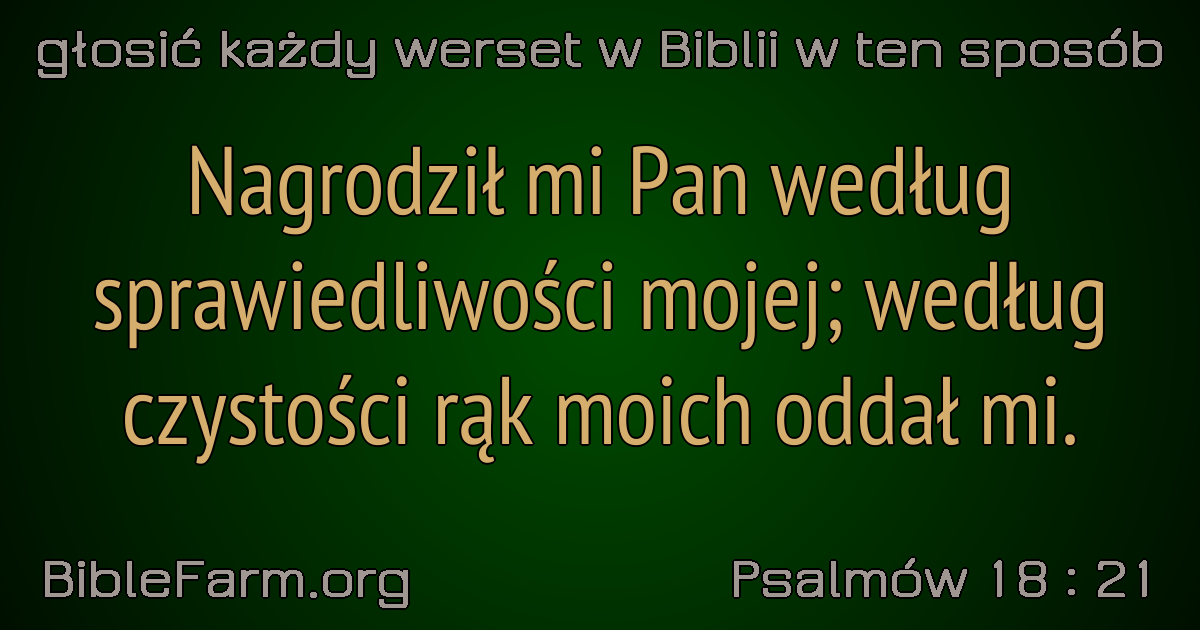 głosić każdy werset w Biblii w ten sposób
Nagrodził mi Pan według
sprawiedliwości mojej; według
czystości rąk moich oddał mi.
BibleFarm.org
Psalmów 18 : 21